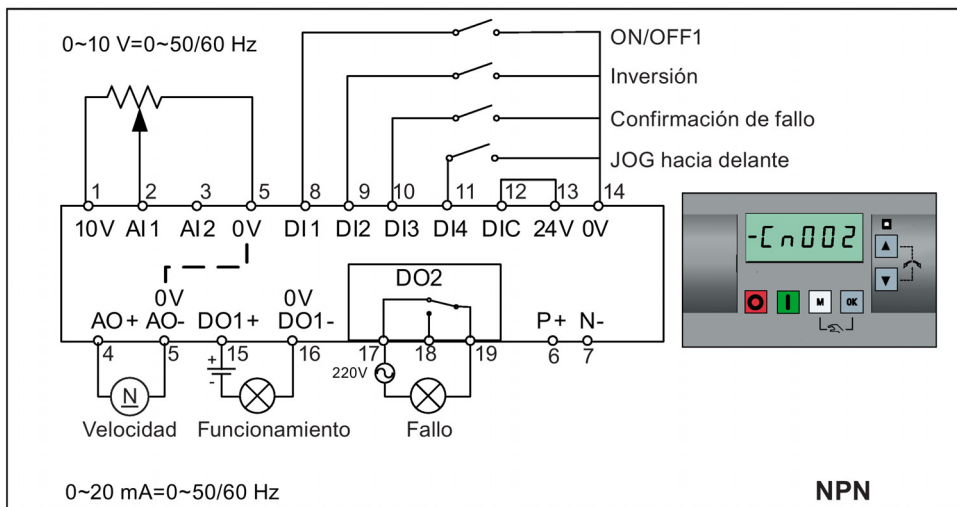 0~10 V=0~50/60 Hz
ON/OFF1
Inversión
Confirmación de fallo
JOG hacia delante
1 2 3 5 8 9 10 11 12 13 14
10V AI1 AI2 0V DI1 DI2 DI3 DI4 DIC 24V 0V
-Cn002
M OK
DO2
0V 0V
AO+ AO- DO1+ DO1- P+ N-
4 5 15 16 17 18 19 6 7
+
-
220V
N
Velocidad Funcionamiento Fallo
0~20 mA=0~50/60 Hz
NPN